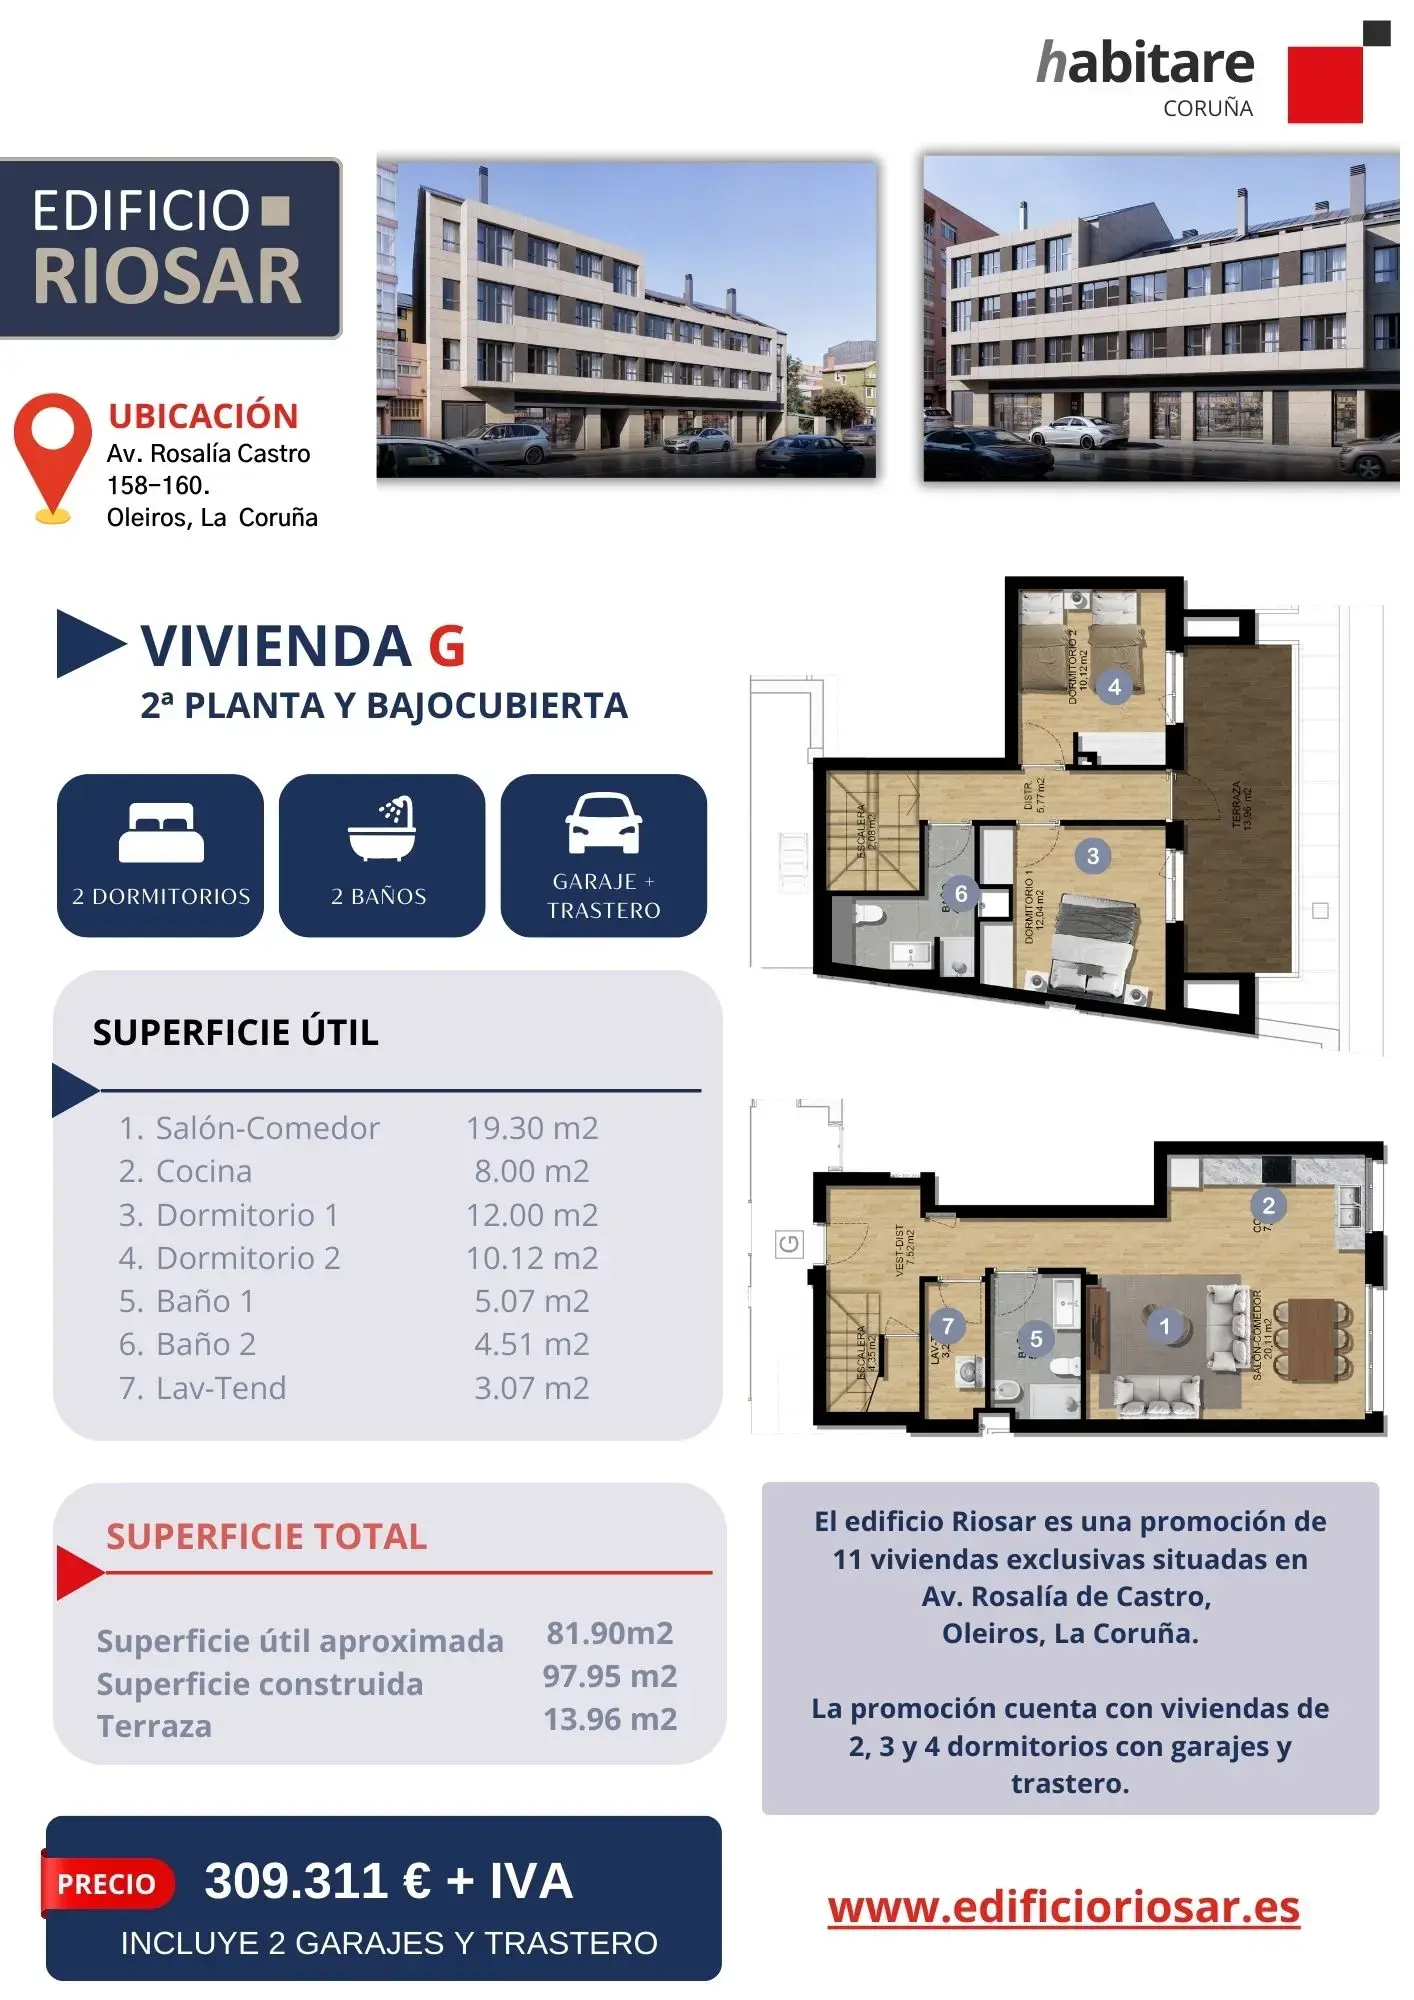 habitare
CORUÑA
EDIFICIO
RIOSAR
UBICACIÓN
Av. Rosalía Castro
158-160.
Oleiros, La Coruña
VIVIENDA G
2ª PLANTA Y BAJOCUBIERTA
2 DORMITORIOS
2 BAÑOS
GARAJE +
TRASTERO
DORMITORIO 2
10,12 m2
4
DISTR.
5,77 m2
ESCALERA
2,08 m2
TERRAZA
13,96 m2
3
DORMITORIO 1
12,04 m2
6
SUPERFICIE ÚTIL
1. Salón-Comedor 19.30 m2
2. Cocina 8.00 m2
3. Dormitorio 1 12.00 m2
4. Dormitorio 2 10.12 m2
5. Baño 1 5.07 m2
6. Baño 2 4.51 m2
7. Lav-Tend 3.07 m2
G
VEST-DIST
7,52 m2
2
ESCALERA
4,35 m2
7
5
1
SALÓN-COMEDOR
20,11 m2
SUPERFICIE TOTAL
Superficie útil aproximada 81.90m2
Superficie construida 97.95 m2
Terraza 13.96 m2
El edificio Riosar es una promoción de
11 viviendas exclusivas situadas en
Av. Rosalía de Castro,
Oleiros, La Coruña.
La promoción cuenta con viviendas de
2, 3 y 4 dormitorios con garajes y
trastero.
PRECIO
309.311 € + IVA
INCLUYE 2 GARAJES Y TRASTERO
www.edificioriosar.es